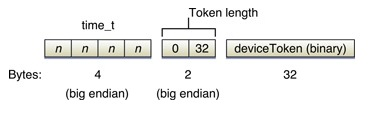 Token length
time_t
n n n n 0 32 deviceToken (binary)
Bytes: 4 2 32
(big endian) (big endian)